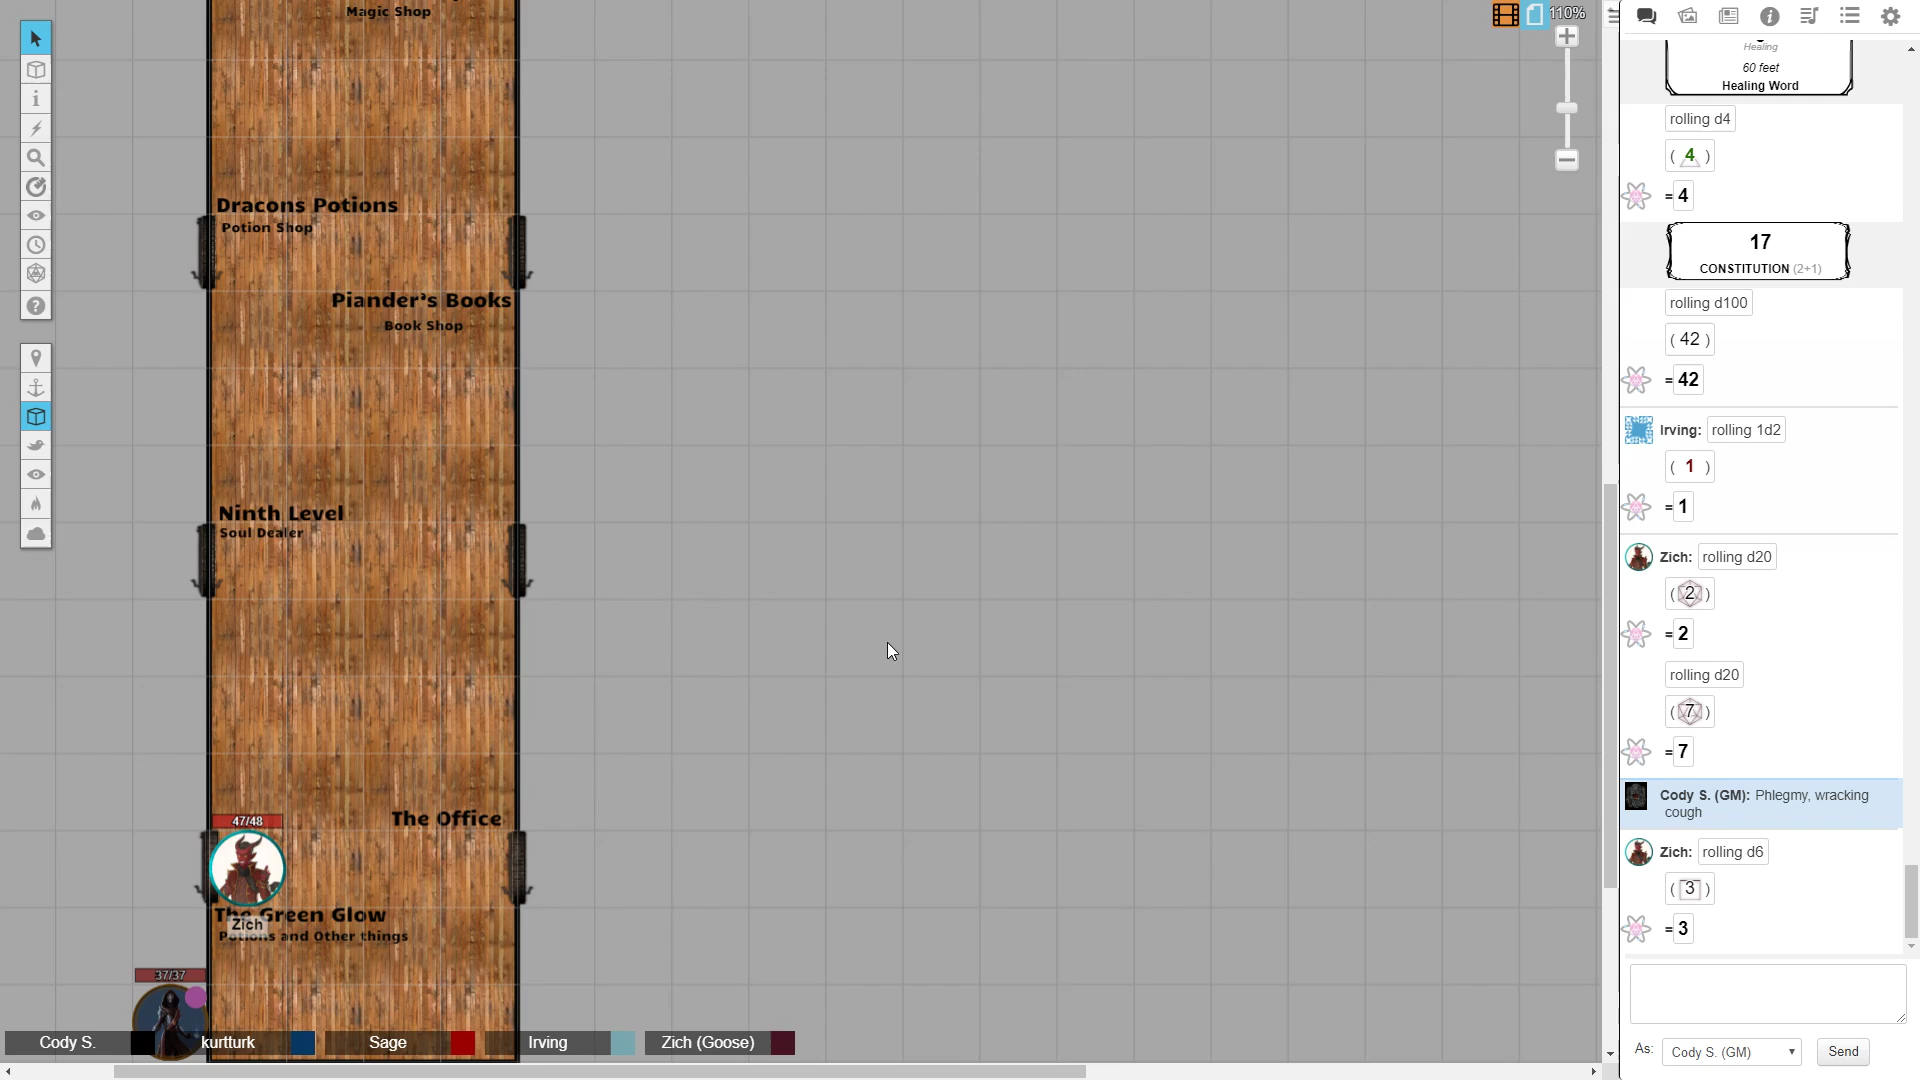 Magic Shop
110%
Dracons Potions
Potion Shop
Piander's Books
Book Shop
Ninth Level
Soul Dealer
The Office
47/48
The Green Glow
Zich
Potions and Other things
37/37
Cody S.
kurtturk
Sage
Irving
Zich (Goose)
Healing
60 feet
Healing Word
rolling d4
( 4 )
=4
17
CONSTITUTION (2+1)
rolling d100
( 42 )
=42
Irving: rolling 1d2
( 1 )
=1
Zich: rolling d20
( 2 )
=2
rolling d20
( 7 )
=7
Cody S. (GM): Phlegmy, wracking
cough
Zich: rolling d6
( 3 )
=3
As: Cody S. (GM)
Send